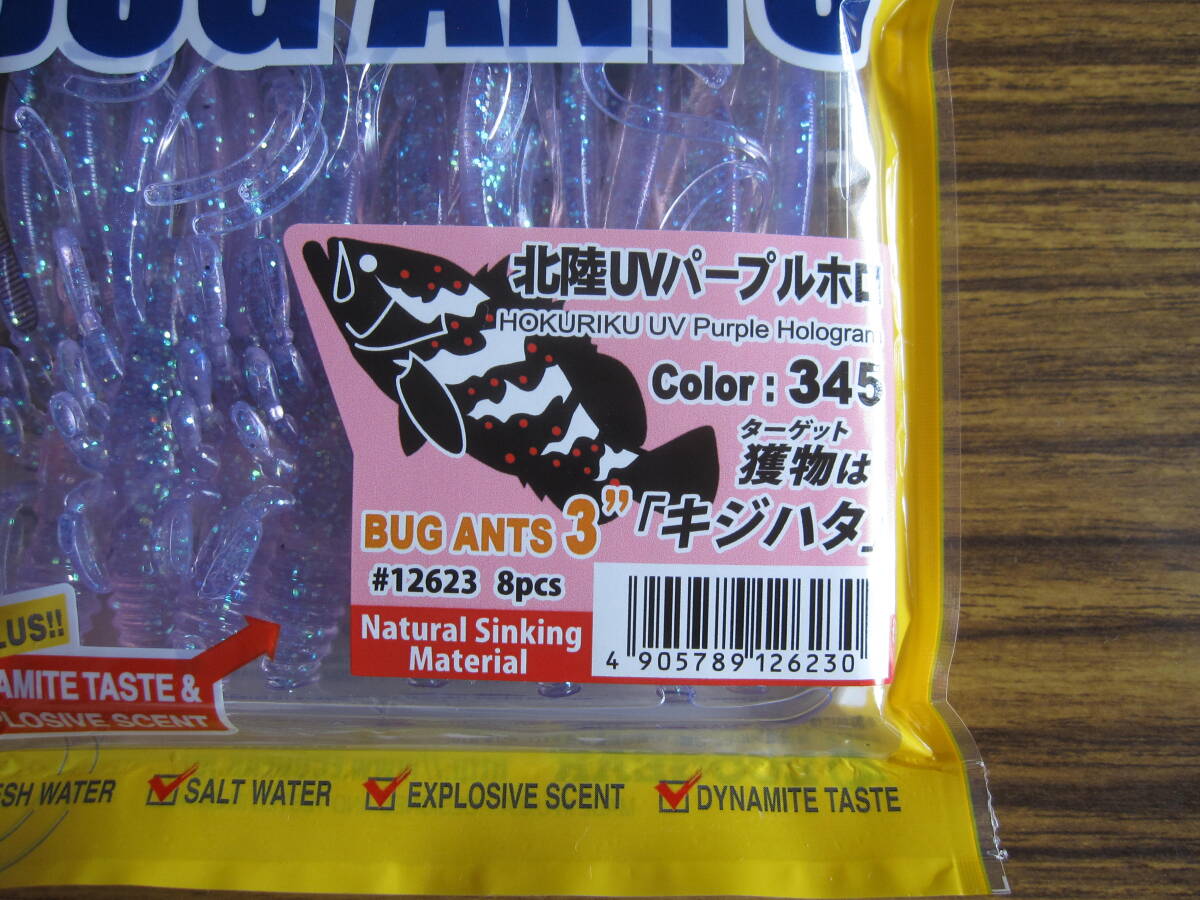 BUG ANTS
北陸UVパープルホロ
HOKURIKU UV Purple Hologram
Color : 345
ターゲット
獲物は
BUG ANTS 3” 「キジハタ」
#12623 8pcs
Natural Sinking
Material
4 905789 126230
AMITE TASTE &
PLOSIVE SCENT
LUS!!
SH WATER SALT WATER EXPLOSIVE SCENT DYNAMITE TASTE